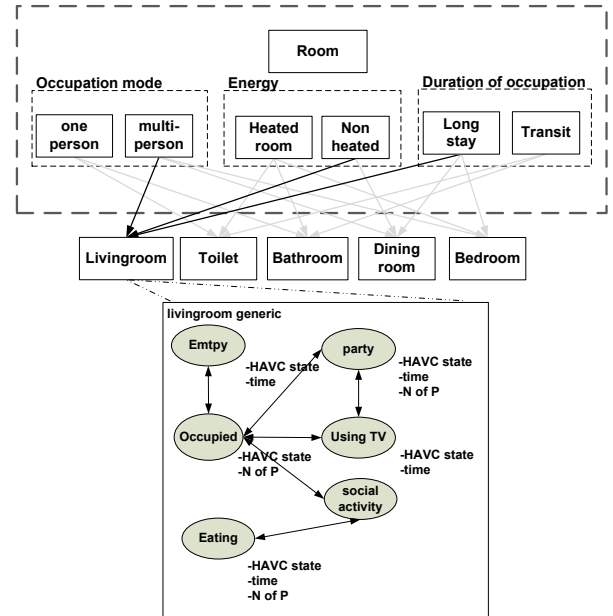 Room
Occupation mode
Energy
Duration of occupation
one
person
multi-
person
Heated
room
Non
heated
Long
stay
Transit
Livingroom
Toilet
Bathroom
Dining
room
Bedroom
livingroom generic
Emtpy
-HAVC state
-time
party
-HAVC state
-time
-N of P
Occupied
-HAVC state
-N of P
Using TV
-HAVC state
-time
social
activity
Eating
-HAVC state
-time
-N of P